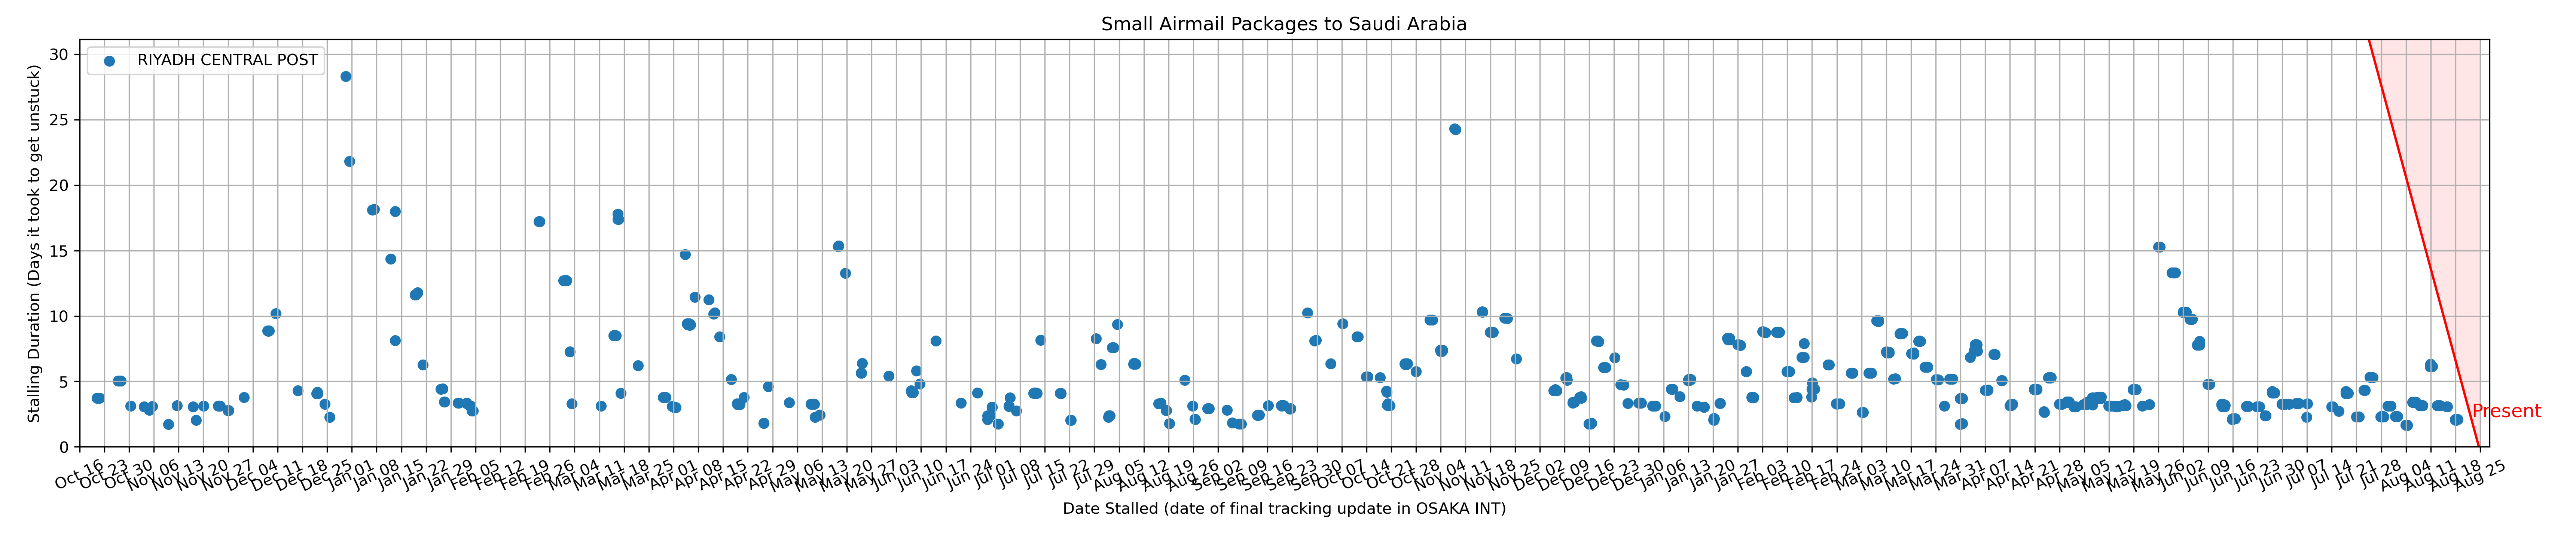 Small Airmail Packages to Saudi Arabia
RIYADH CENTRAL POST
Stalling Duration (Days it took to get unstuck)
30
25
20
15
10
5
0
Present
Oct 16
Oct 23
Oct 30
Nov 06
Nov 13
Nov 20
Nov 27
Dec 04
Dec 11
Dec 18
Dec 25
Jan 01
Jan 08
Jan 15
Jan 22
Jan 29
Feb 05
Feb 12
Feb 19
Feb 26
Mar 04
Mar 11
Mar 18
Mar 25
Apr 01
Apr 08
Apr 15
Apr 22
Apr 29
May 06
May 13
May 20
May 27
Jun 03
Jun 10
Jun 17
Jun 24
Jul 01
Jul 08
Jul 15
Jul 22
Jul 29
Aug 05
Aug 12
Aug 19
Aug 26
Sep 02
Sep 09
Sep 16
Sep 23
Sep 30
Oct 07
Oct 14
Oct 21
Oct 28
Nov 04
Nov 11
Nov 18
Nov 25
Dec 02
Dec 09
Dec 16
Dec 23
Dec 30
Jan 06
Jan 13
Jan 20
Jan 27
Feb 03
Feb 10
Feb 17
Feb 24
Mar 03
Mar 10
Mar 17
Mar 24
Mar 31
Apr 07
Apr 14
Apr 21
Apr 28
May 05
May 12
May 19
May 26
Jun 02
Jun 09
Jun 16
Jun 23
Jun 30
Jul 07
Jul 14
Jul 21
Jul 28
Aug 04
Aug 11
Aug 18
Aug 25
Date Stalled (date of final tracking update in OSAKA INT)